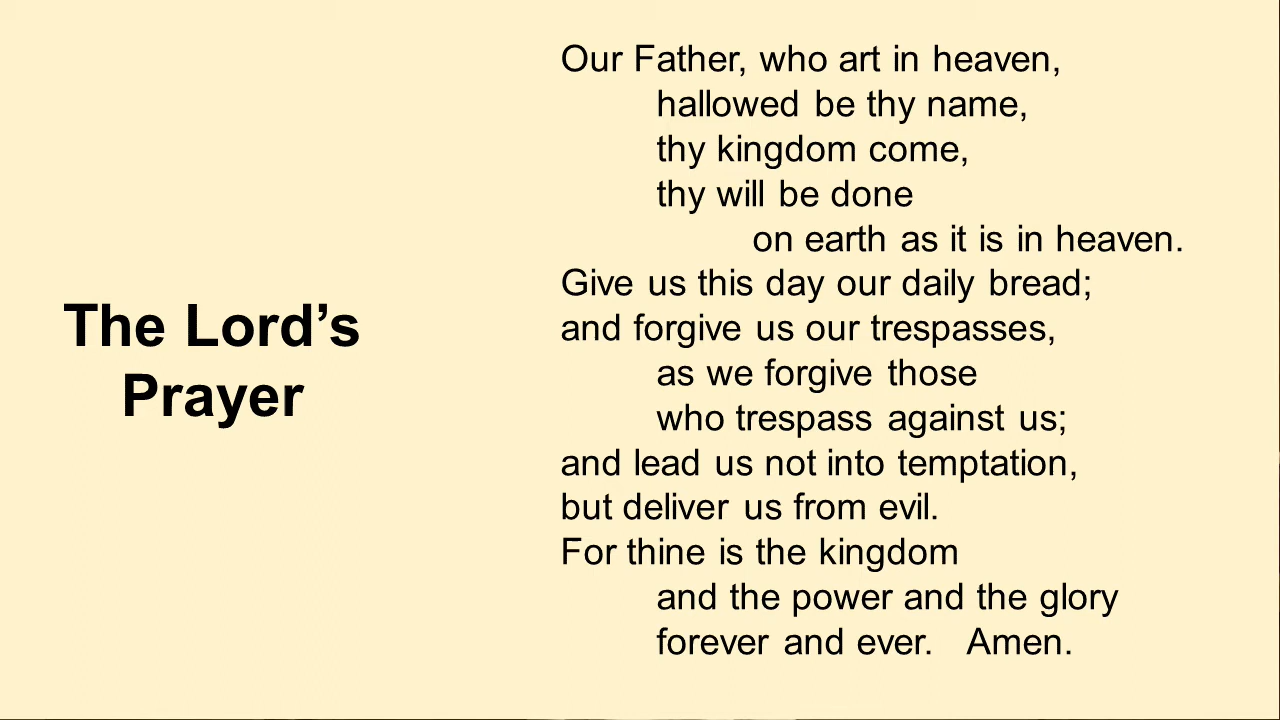 The Lord’s
Prayer
Our Father, who art in heaven,
hallowed be thy name,
thy kingdom come,
thy will be done
on earth as it is in heaven.
Give us this day our daily bread;
and forgive us our trespasses,
as we forgive those
who trespass against us;
and lead us not into temptation,
but deliver us from evil.
For thine is the kingdom
and the power and the glory
forever and ever. Amen.